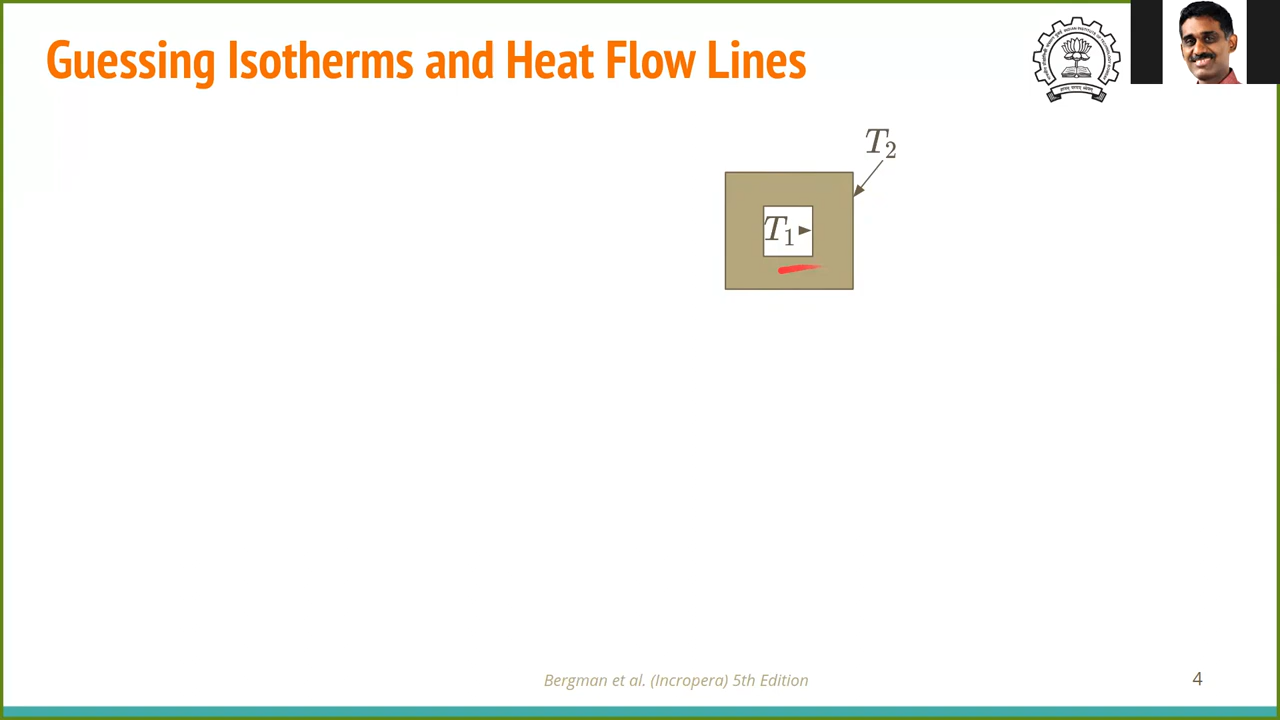 Guessing Isotherms and Heat Flow Lines
T₂
T₁
Bergman et al. (Incropera) 5th Edition
4